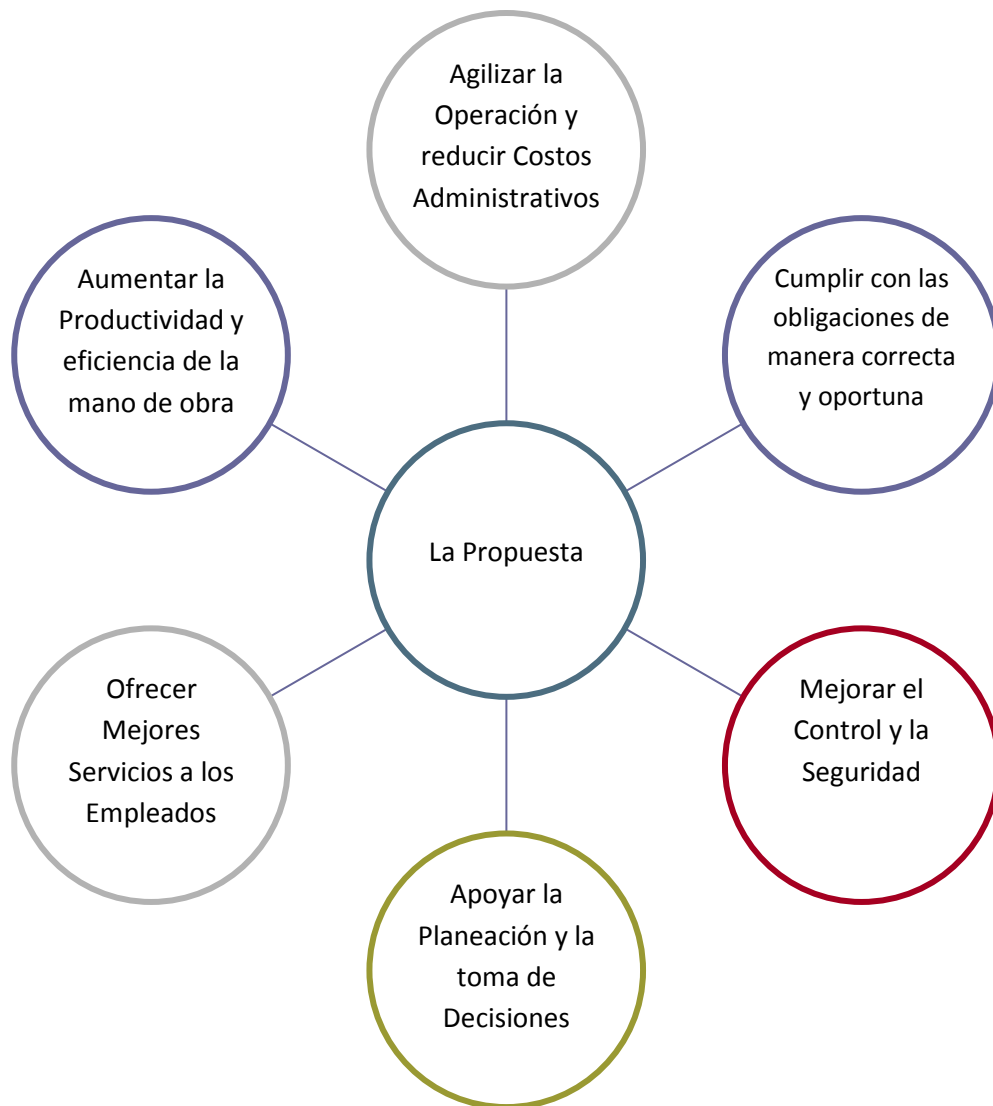 Agilizar la
Operación y
reducir Costos
Administrativos
Aumentar la
Productividad y
eficiencia de la
mano de obra
Cumplir con las
obligaciones de
manera correcta
y oportuna
La Propuesta
Ofrecer
Mejores
Servicios a los
Empleados
Mejorar el
Control y la
Seguridad
Apoyar la
Planeación y la
toma de
Decisiones